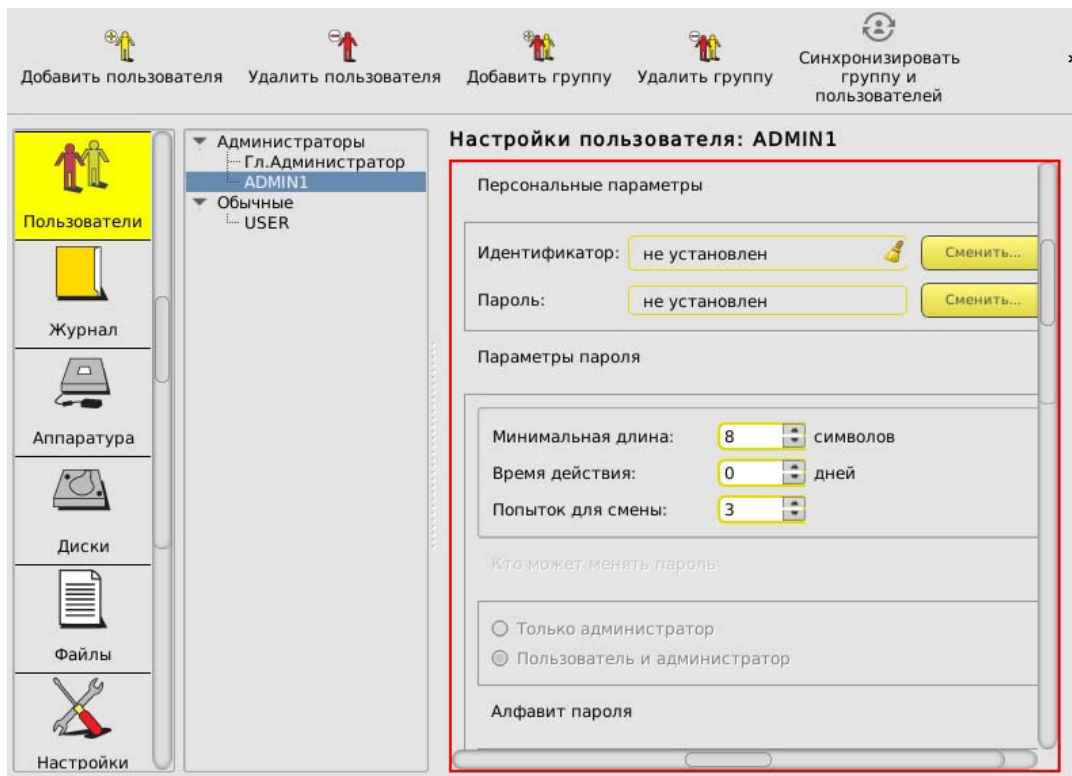 Добавить пользователя
Удалить пользователя
Добавить группу
Удалить группу
Синхронизировать
группу и
пользователей
Пользователи
Журнал
Аппаратура
Диски
Файлы
Настройки
Администраторы
Гл.Администратор
ADMIN1
Обычные
USER
Настройки пользователя: ADMIN1
Персональные параметры
Идентификатор: не установлен Сменить...
Пароль: не установлен Сменить...
Параметры пароля
Минимальная длина: 8 символов
Время действия: 0 дней
Попыток для смены: 3
Кто может менять пароль
Только администратор
Пользователь и администратор
Алфавит пароля